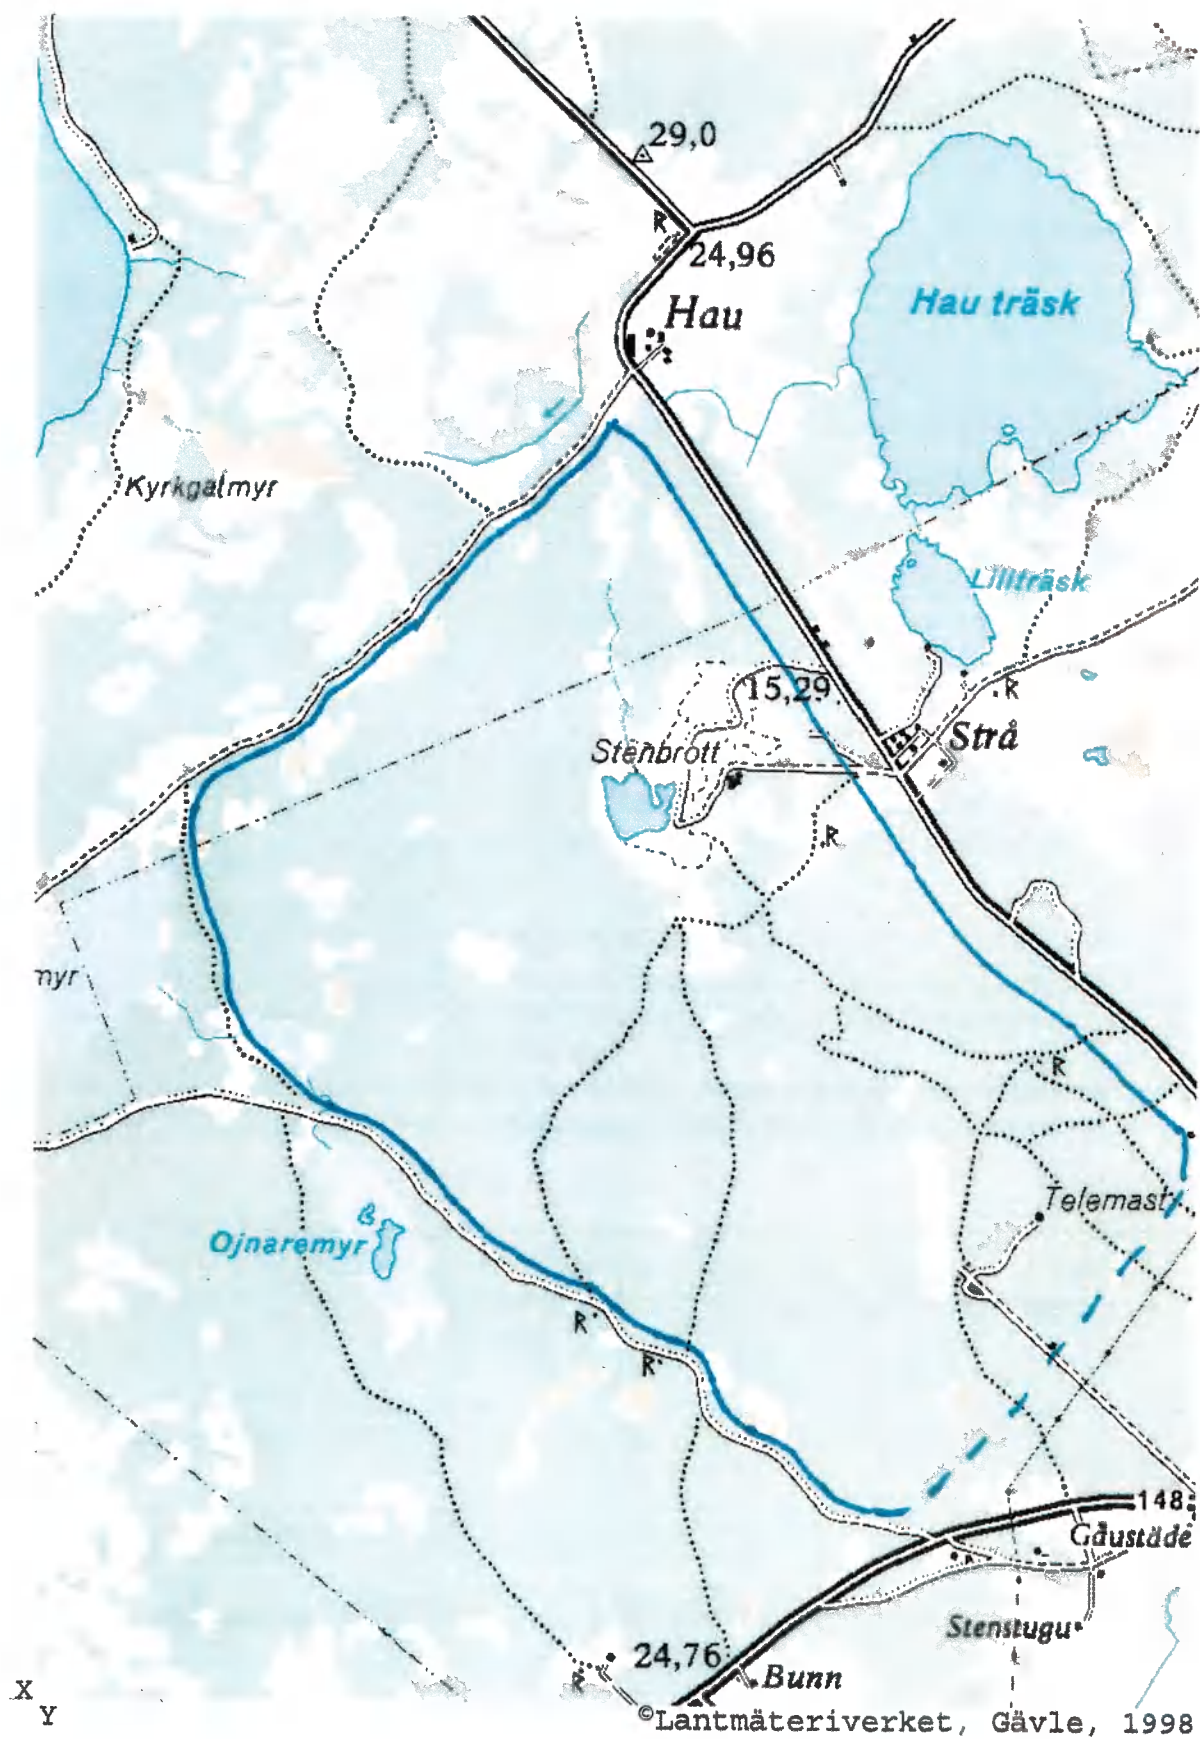 29,0
R
24,96
Hau
Hau träsk
Kyrkgalmyr
Lillträsk
R
15,29
Strå
Stenbrott
R
myr
R
Telemast
Ojnaremyr
R
R
148
Gåustäde
Stenstugu
24,76
R
Bunn
X
Y
©Lantmäteriverket, Gävle, 1998